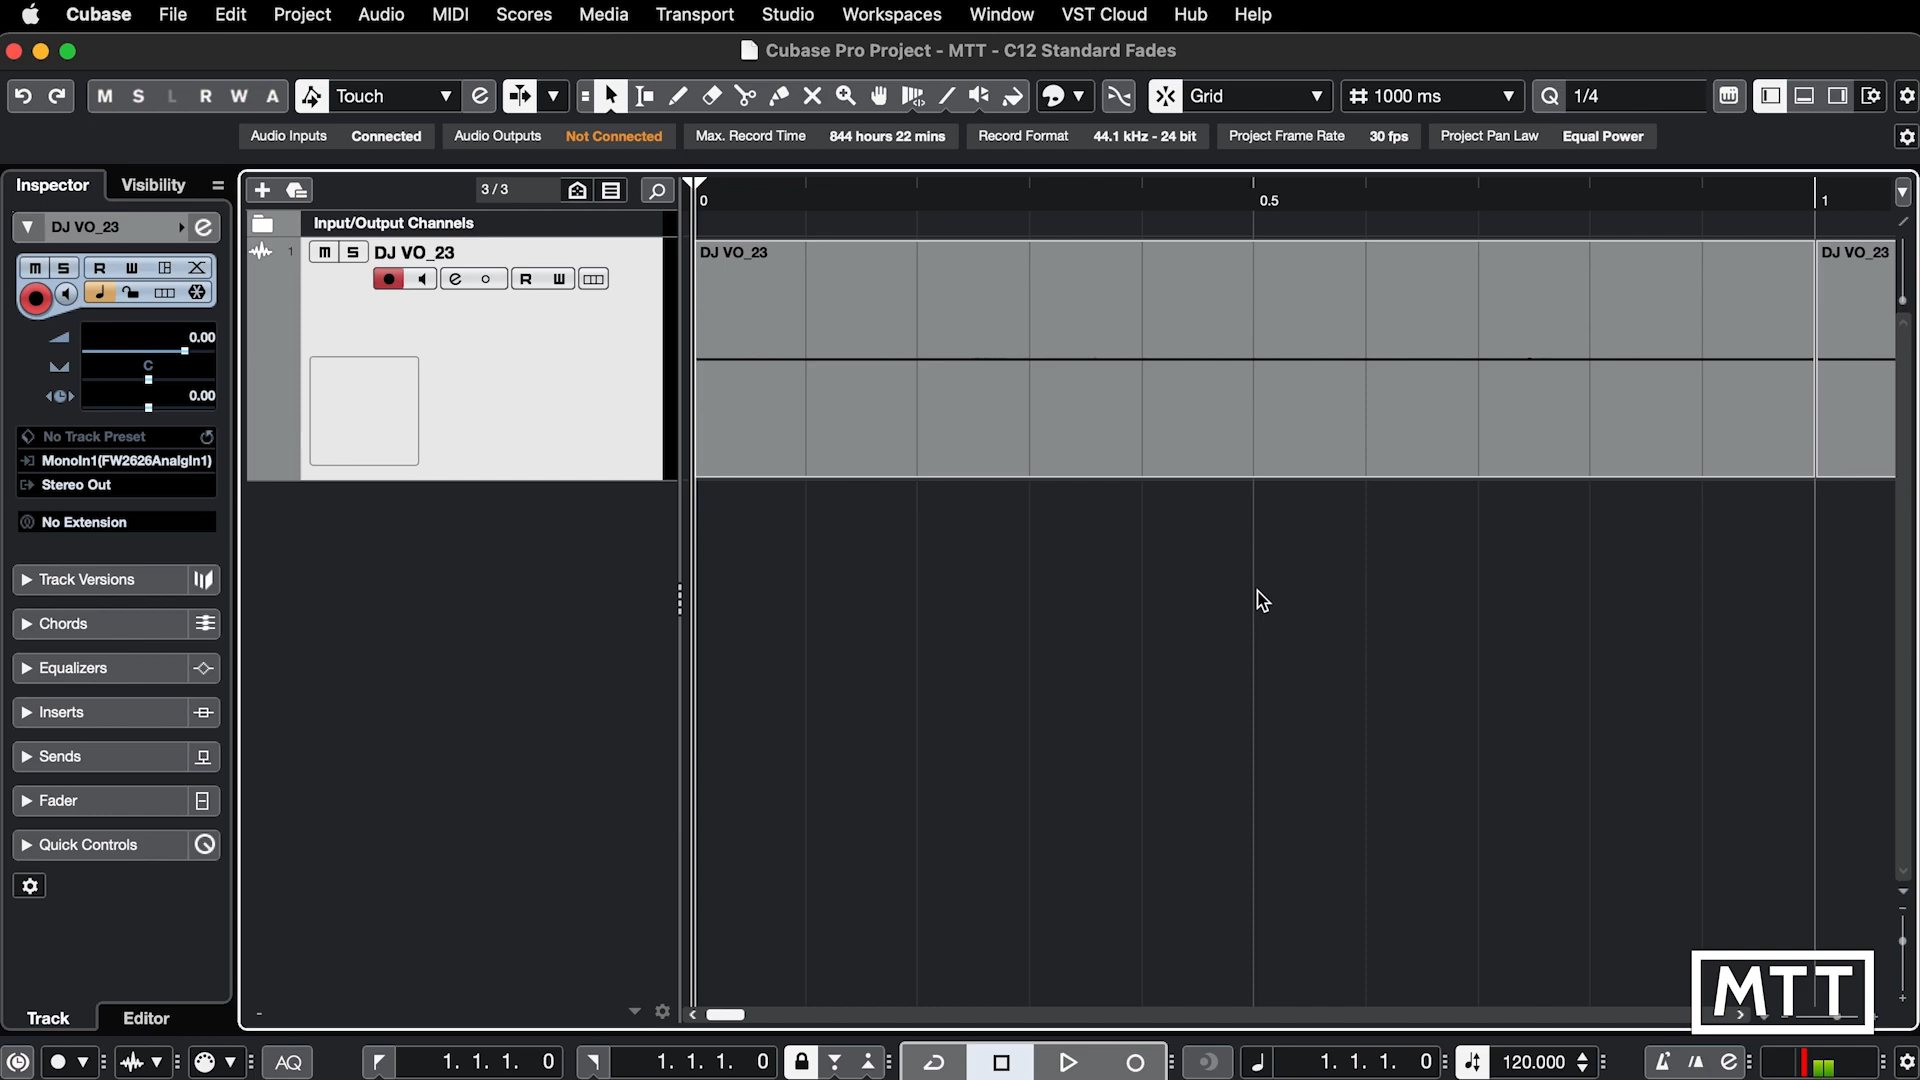 Cubase File Edit Project Audio MIDI Scores Media Transport Studio Workspaces Window VST Cloud Hub Help
Cubase Pro Project - MTT - C12 Standard Fades
M S L R W A Touch Grid 1000 ms Q 1/4
Audio Inputs Connected Audio Outputs Not Connected Max. Record Time 844 hours 22 mins Record Format 44.1 kHz - 24 bit Project Frame Rate 30 fps Project Pan Law Equal Power
Inspector Visibility
3 / 3
0 0.5 1
DJ VO_23
Input/Output Channels
1 m S DJ VO_23
R W
DJ VO_23 DJ VO_23
m S R W
0.00
C
0.00
No Track Preset
MonoIn1(FW2626AnalgIn1)
Stereo Out
No Extension
Track Versions
Chords
Equalizers
Inserts
Sends
Fader
Quick Controls
MTT
Track Editor
AQ 1. 1. 1. 0 1. 1. 1. 0 1. 1. 1. 0 120.000